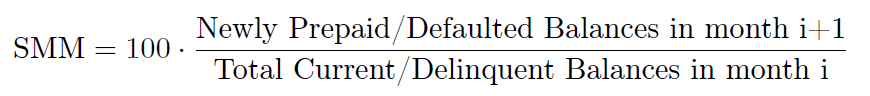 SMM = 100 · Newly Prepaid/Defaulted Balances in month i+1
Total Current/Delinquent Balances in month i